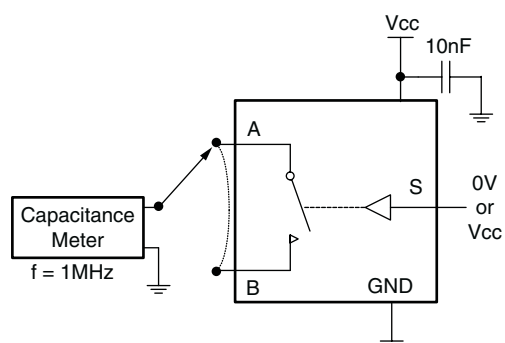 Vcc
10nF
A
S
0V
or
Vcc
Capacitance
Meter
f = 1MHz
B
GND